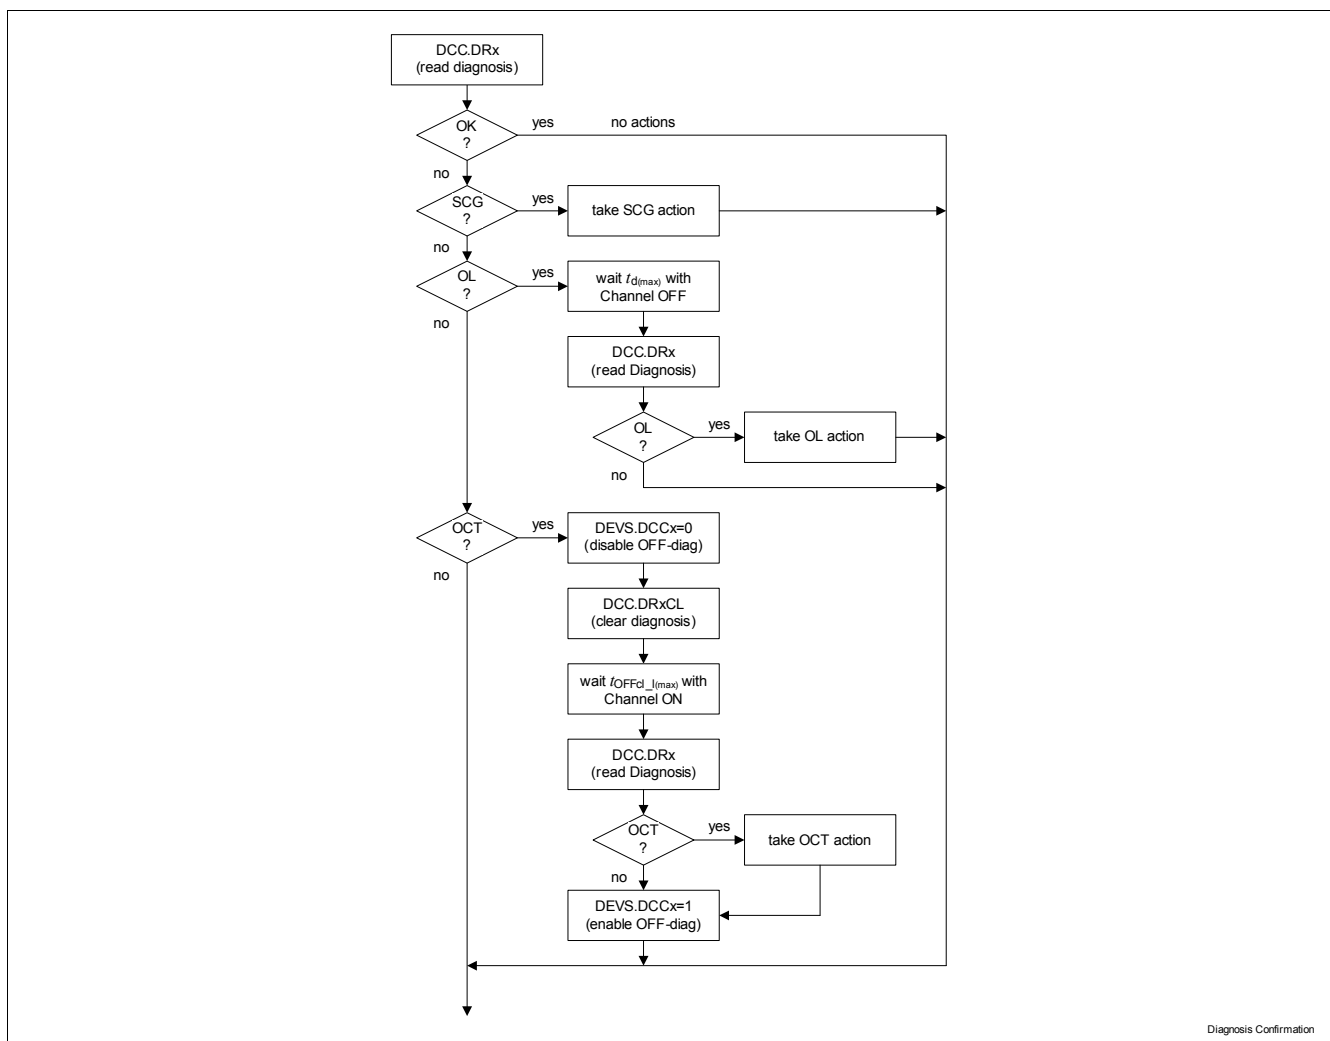 DCC.DRx
(read diagnosis)
OK
?
yes
no actions
no
SCG
?
yes
take SCG action
no
OL
?
yes
wait td(max) with
Channel OFF
no
DCC.DRx
(read Diagnosis)
OL
?
yes
take OL action
no
OCT
?
yes
DEVS.DCCx=0
(disable OFF-diag)
no
DCC.DRxCL
(clear diagnosis)
wait tOFFcl_l(max) with
Channel ON
DCC.DRx
(read Diagnosis)
OCT
?
yes
take OCT action
no
DEVS.DCCx=1
(enable OFF-diag)
Diagnosis Confirmation